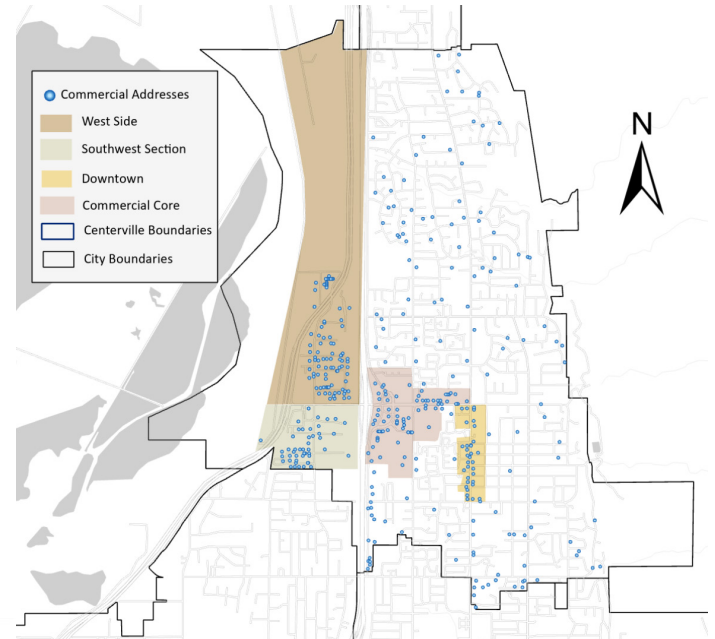 Commercial Addresses
West Side
Southwest Section
Downtown
Commercial Core
Centerville Boundaries
City Boundaries
N